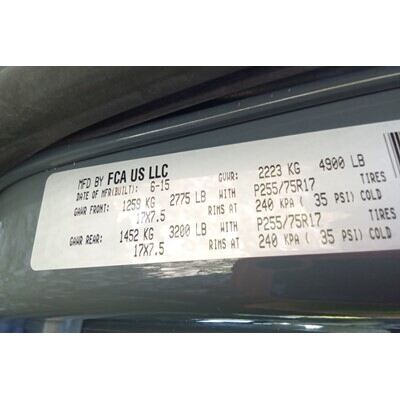 MFD BY FCA US LLC
DATE OF MFR(BUILT): 6-15 GVWR: 2223 KG 4900 LB
GAWR FRONT: 1259 KG 2775 LB WITH P255/75R17 TIRES
17X7.5 RIMS AT 240 KPA ( 35 PSI) COLD
GAWR REAR: 1452 KG 3200 LB WITH P255/75R17 TIRES
17X7.5 RIMS AT 240 KPA ( 35 PSI) COLD